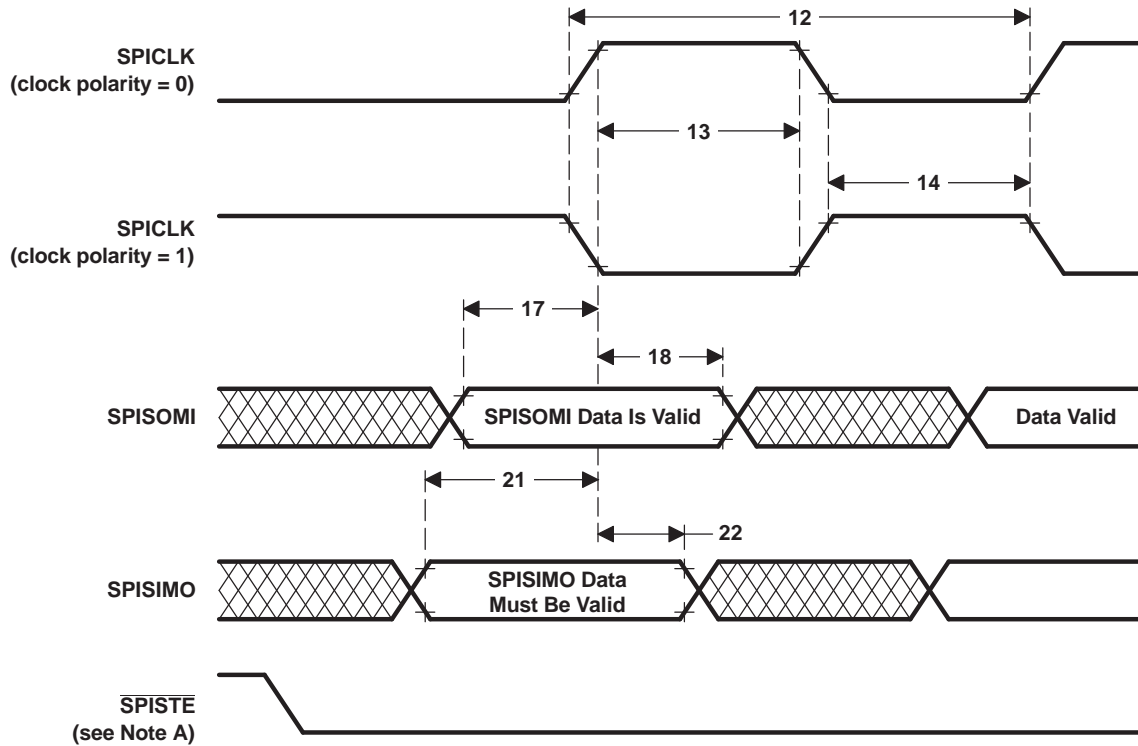 12
SPICLK
(clock polarity = 0)
13
14
SPICLK
(clock polarity = 1)
17
18
SPISOMI
SPISOMI Data Is Valid
Data Valid
21
22
SPISIMO
SPISIMO Data
Must Be Valid
SPISTE
(see Note A)